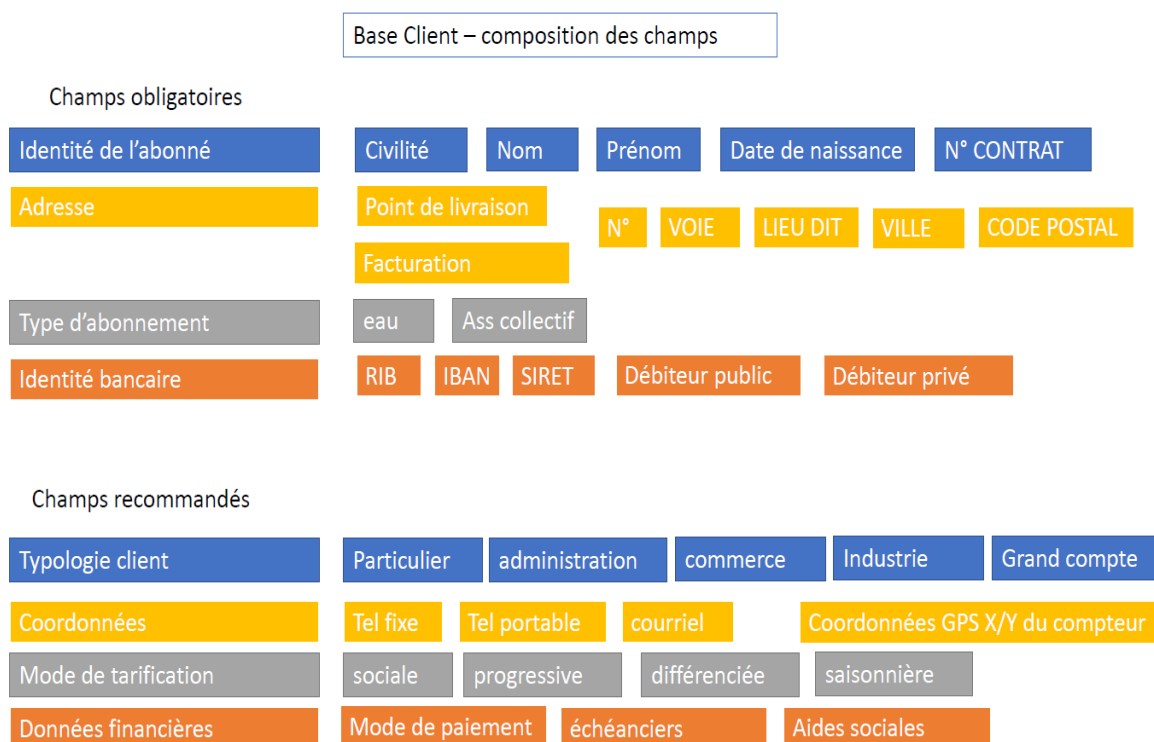 Base Client – composition des champs
Champs obligatoires
Identité de l'abonné Civilité Nom Prénom Date de naissance N° CONTRAT
Adresse Point de livraison
N° VOIE LIEU DIT VILLE CODE POSTAL
Facturation
Type d'abonnement eau Ass collectif
Identité bancaire RIB IBAN SIRET Débiteur public Débiteur privé
Champs recommandés
Typologie client Particulier administration commerce Industrie Grand compte
Coordonnées Tel fixe Tel portable courriel Coordonnées GPS X/Y du compteur
Mode de tarification sociale progressive différenciée saisonnière
Données financières Mode de paiement échéanciers Aides sociales